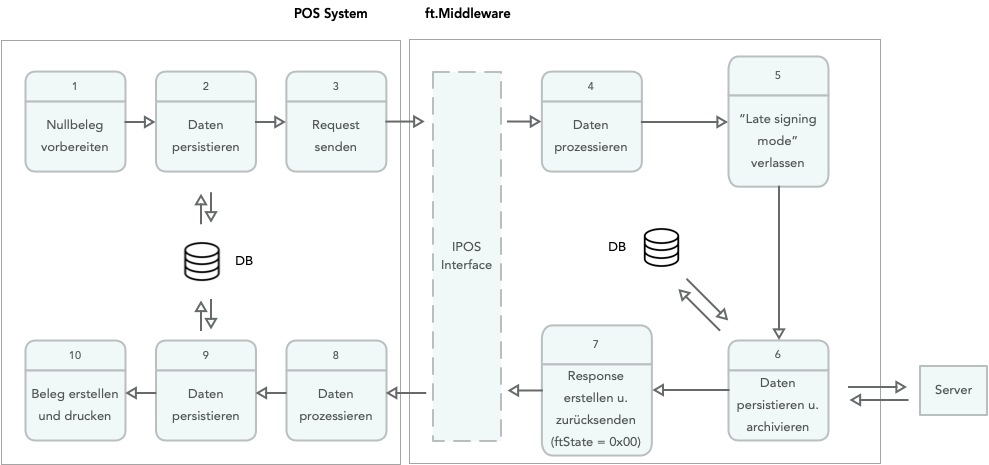 POS System
ft.Middleware
1
Nullbeleg
vorbereiten
2
Daten
persistieren
3
Request
senden
IPOS
Interface
4
Daten
prozessieren
5
“Late signing
mode”
verlassen
DB
DB
6
Daten
persistieren u.
archivieren
Server
7
Response
erstellen u.
zurücksenden
(ftState = 0x00)
8
Daten
prozessieren
9
Daten
persistieren
10
Beleg erstellen
und drucken